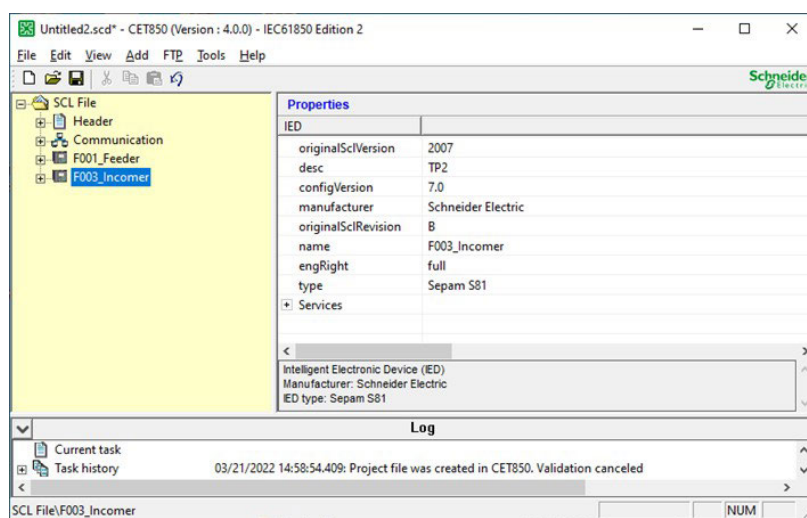 Untitled2.scd* - CET850 (Version : 4.0.0) - IEC61850 Edition 2
File Edit View Add FTP Tools Help
Schneide
Electric
SCL File
Header
Communication
F001_Feeder
F003_Incomer
Properties
IED
originalSclVersion 2007
desc TP2
configVersion 7.0
manufacturer Schneider Electric
originalSclRevision B
name F003_Incomer
engRight full
type Sepam S81
Services
Intelligent Electronic Device (IED)
Manufacturer: Schneider Electric
IED type: Sepam S81
Log
Current task
Task history 03/21/2022 14:58:54.409: Project file was created in CET850. Validation canceled
SCL File\F003_Incomer NUM